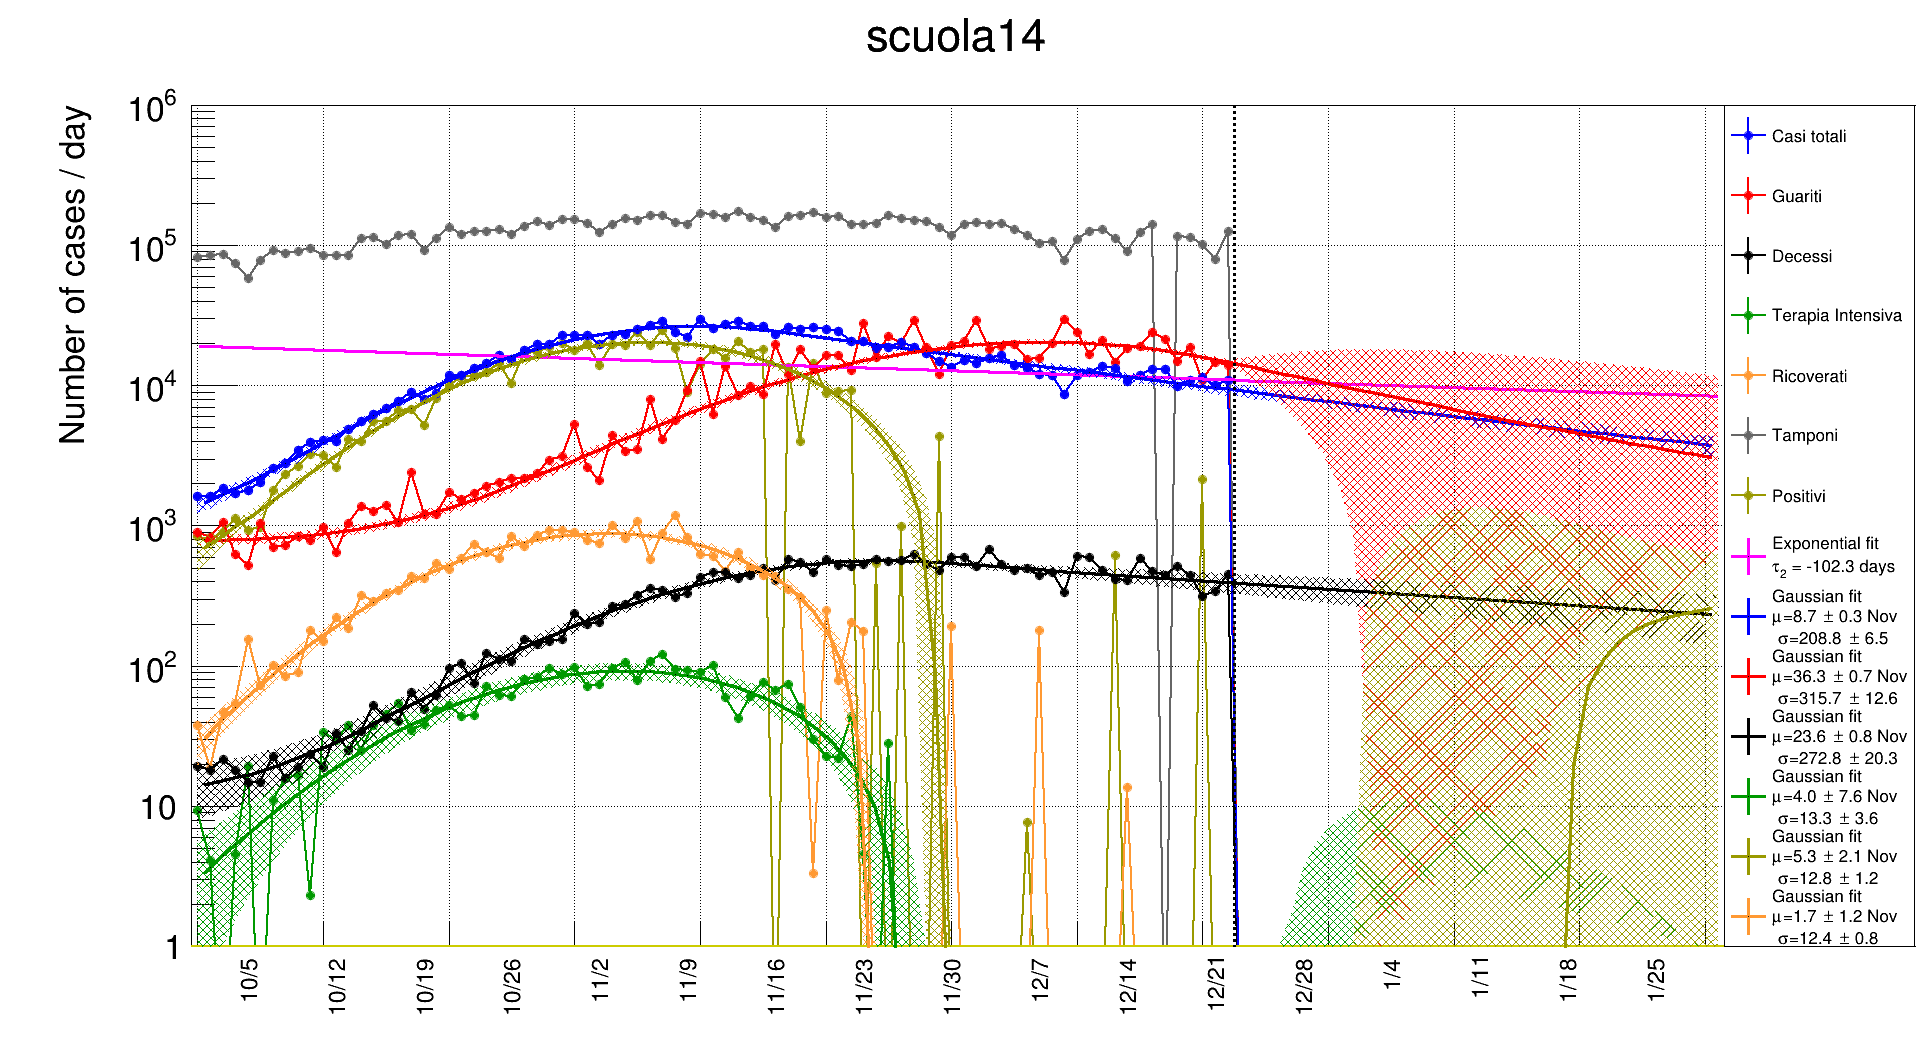 scuola14
Number of cases / day
10^6
10^5
10^4
10^3
10^2
10
1
10/5
10/12
10/19
10/26
11/2
11/9
11/16
11/23
11/30
12/7
12/14
12/21
12/28
1/4
1/11
1/18
1/25
Casi totali
Guariti
Decessi
Terapia Intensiva
Ricoverati
Tamponi
Positivi
Exponential fit
τ_2 = -102.3 days
Gaussian fit
μ=8.7 ± 0.3 Nov
σ=208.8 ± 6.5
Gaussian fit
μ=36.3 ± 0.7 Nov
σ=315.7 ± 12.6
Gaussian fit
μ=23.6 ± 0.8 Nov
σ=272.8 ± 20.3
Gaussian fit
μ=4.0 ± 7.6 Nov
σ=13.3 ± 3.6
Gaussian fit
μ=5.3 ± 2.1 Nov
σ=12.8 ± 1.2
Gaussian fit
μ=1.7 ± 1.2 Nov
σ=12.4 ± 0.8